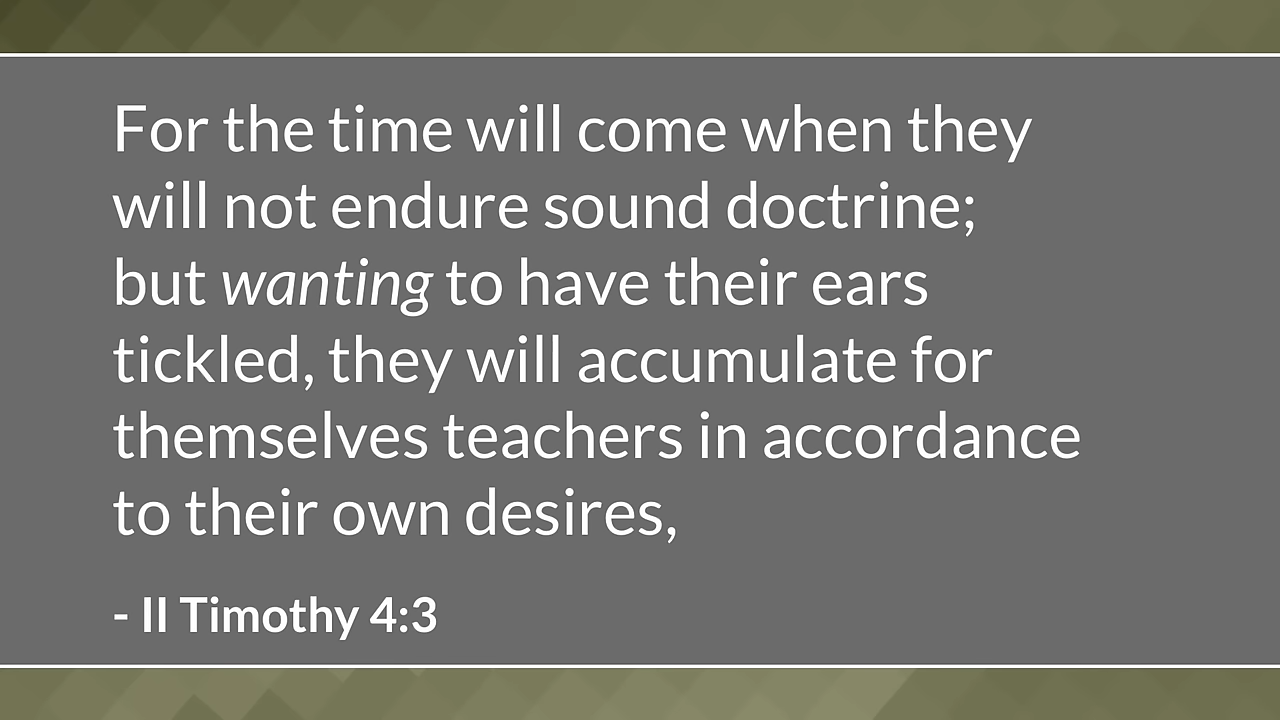 For the time will come when they
will not endure sound doctrine;
but wanting to have their ears
tickled, they will accumulate for
themselves teachers in accordance
to their own desires,
- II Timothy 4:3